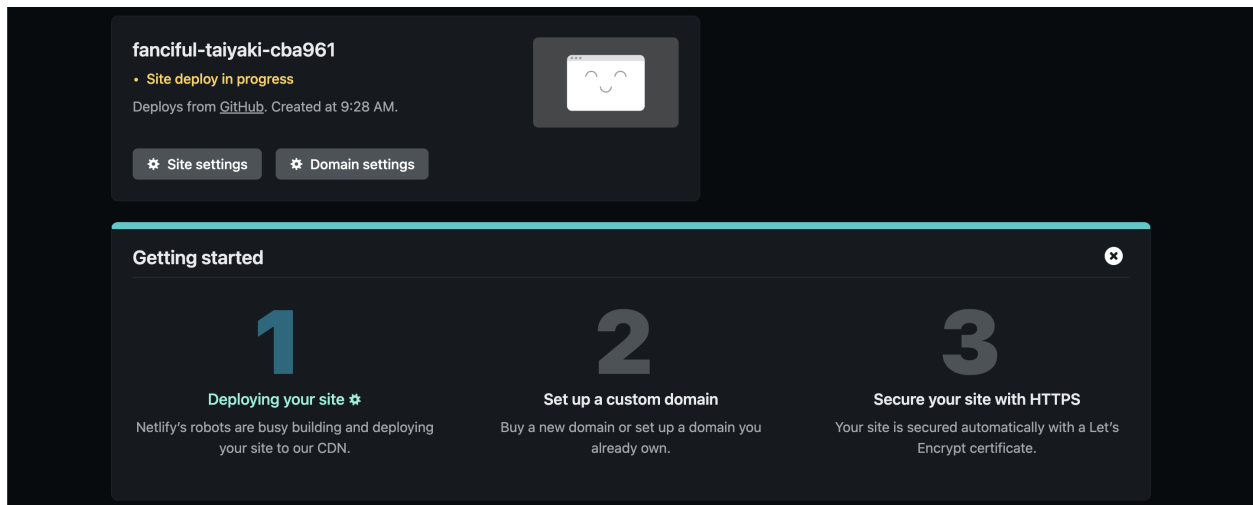 fanciful-taiyaki-cba961
• Site deploy in progress
Deploys from GitHub. Created at 9:28 AM.
Site settings
Domain settings
Getting started
1
Deploying your site
Netlify's robots are busy building and deploying
your site to our CDN.
2
Set up a custom domain
Buy a new domain or set up a domain you
already own.
3
Secure your site with HTTPS
Your site is secured automatically with a Let's
Encrypt certificate.